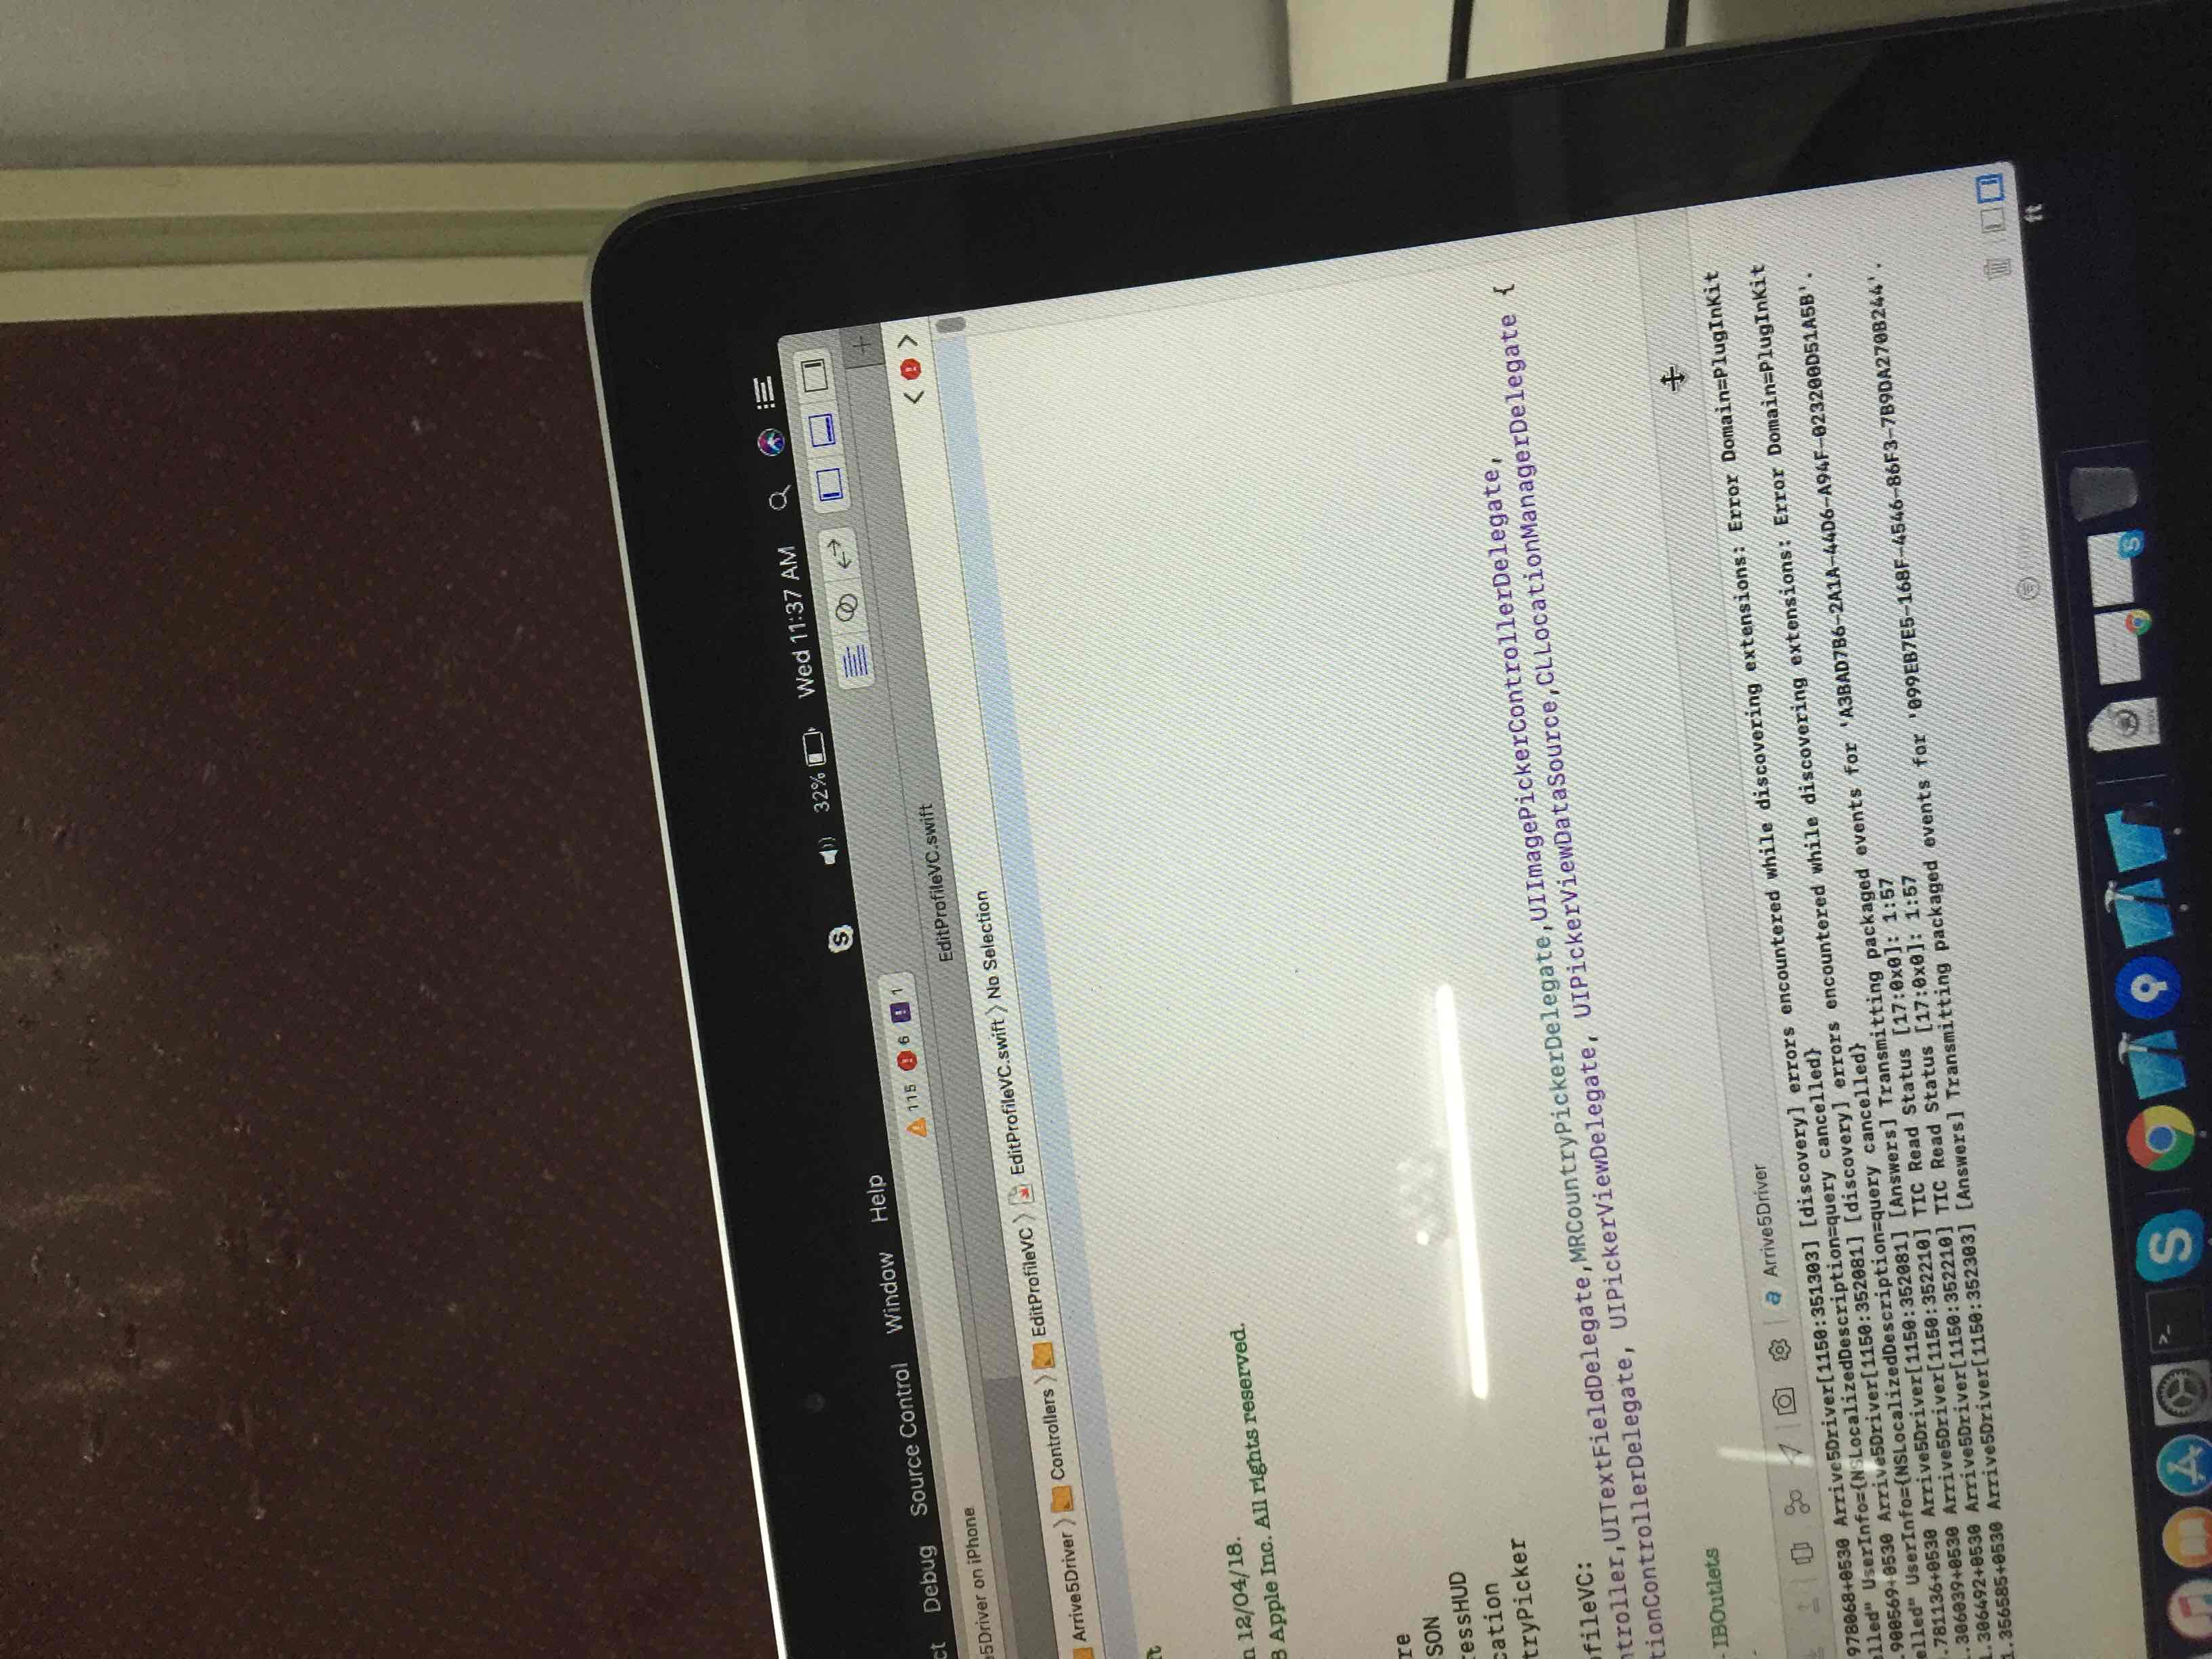 32% Wed 11:37 AM
ct Debug Source Control Window Help
e5Driver on iPhone 115 6 1
EditProfileVC.swift
Arrive5Driver Controllers EditProfileVC EditProfileVC.swift No Selection
ft
n 12/04/18.
8 Apple Inc. All rights reserved.
re
SON
ressHUD
cation
tryPicker
ofileVC:
ntroller,UITextFieldDelegate,MRCountryPickerDelegate,UIImagePickerControllerDelegate,
tionControllerDelegate, UIPickerViewDelegate, UIPickerViewDataSource,CLLocationManagerDelegate {
- IBOutlets
Arrive5Driver
978068+0530 Arrive5Driver[1150:351303] [discovery] errors encountered while discovering extensions: Error Domain=PlugInKit
elled" UserInfo={NSLocalizedDescription=query cancelled}
.900569+0530 Arrive5Driver[1150:352081] [discovery] errors encountered while discovering extensions: Error Domain=PlugInKit
elled" UserInfo={NSLocalizedDescription=query cancelled}
.781136+0530 Arrive5Driver[1150:352081] [Answers] Transmitting packaged events for 'A3BAD7B6-2A1A-44D6-A94F-023200D51A5B'.
.306039+0530 Arrive5Driver[1150:352210] TIC Read Status [17:0x0]: 1:57
1.306492+0530 Arrive5Driver[1150:352210] TIC Read Status [17:0x0]: 1:57
1.356585+0530 Arrive5Driver[1150:352303] [Answers] Transmitting packaged events for '099EB7E5-168F-4546-86F3-7B9DA270B244'.
Filter